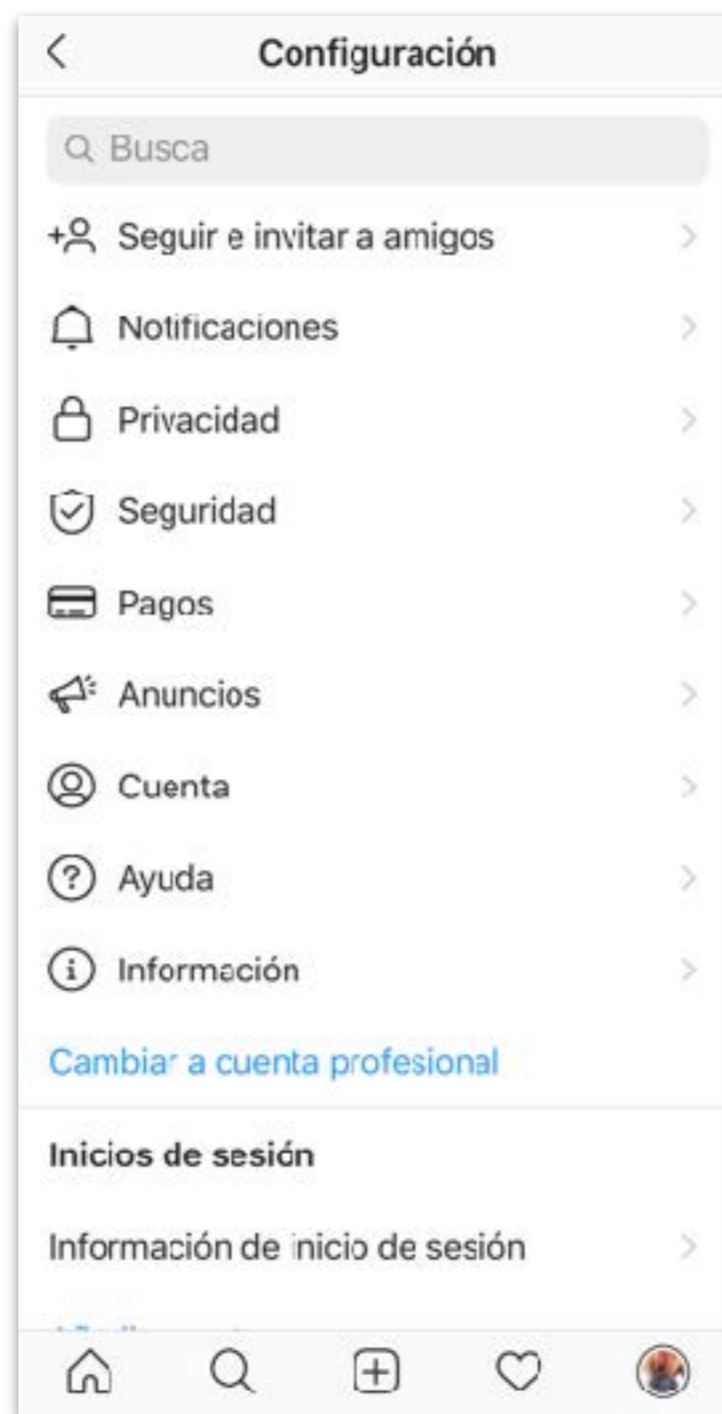 Configuración
Busca
Seguir e invitar a amigos
Notificaciones
Privacidad
Seguridad
Pagos
Anuncios
Cuenta
Ayuda
Información
Cambiar a cuenta profesional
Inicios de sesión
Información de inicio de sesión